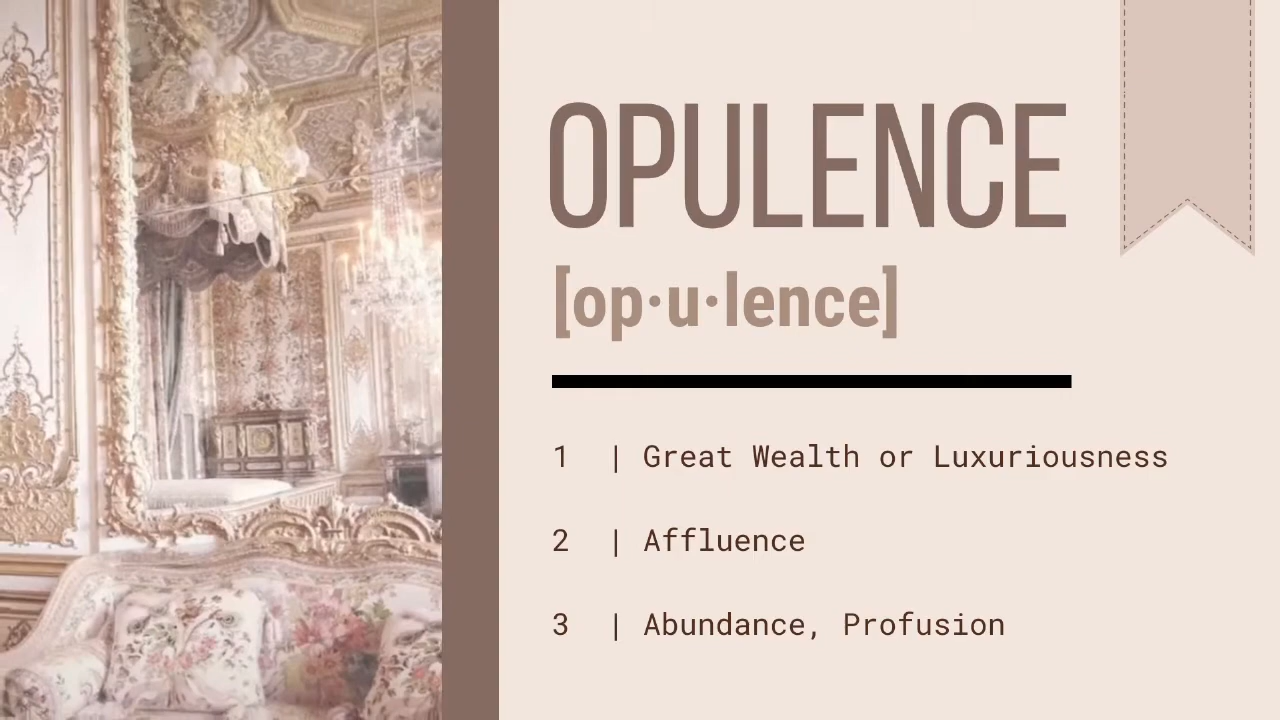 OPULENCE
[op·u·lence]
1 | Great Wealth or Luxuriousness
2 | Affluence
3 | Abundance, Profusion